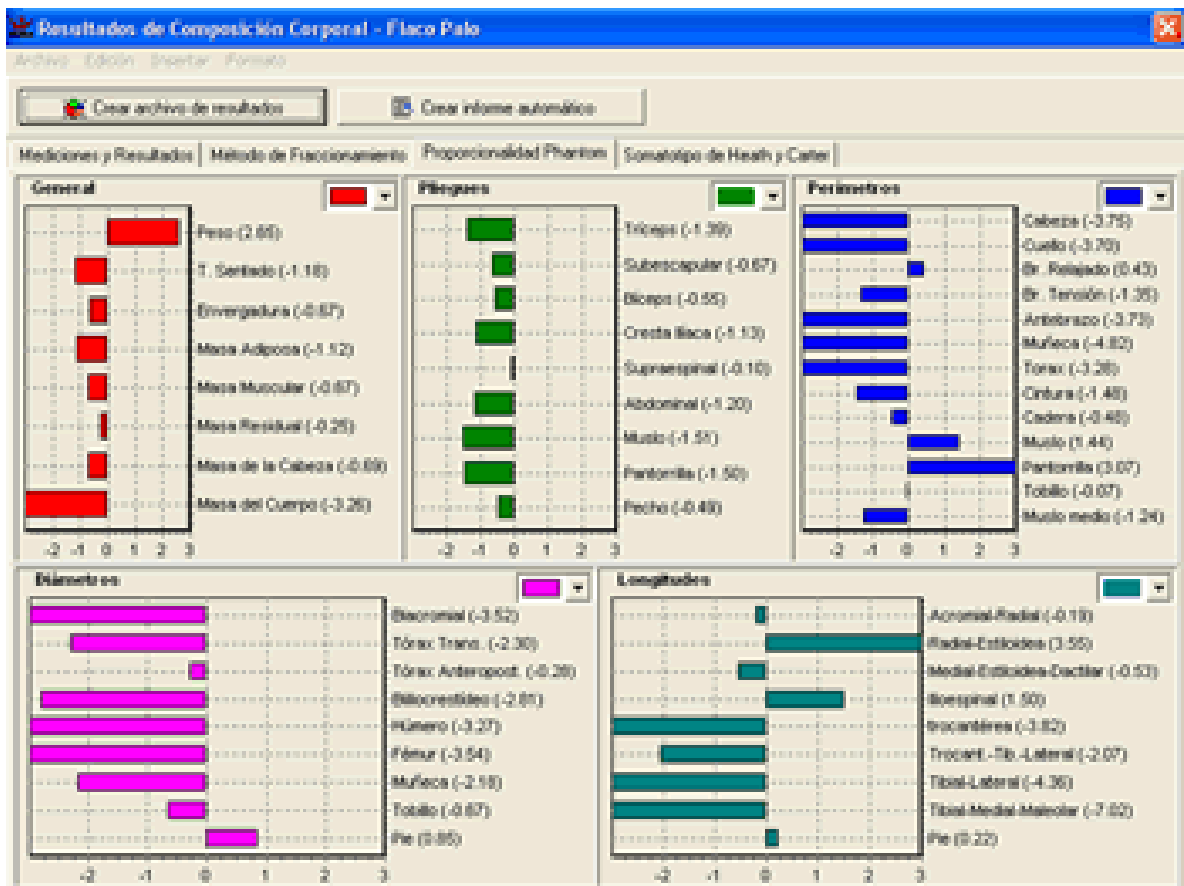 Resultados de Composición Corporal - Flaco Palo
Archivo Edición Insertar Formato
Crear archivo de resultados Crear informe automático
Mediciones y Resultados Método de Fraccionamiento Proporcionalidad Phantom Somatotipo de Heath y Carter
General
Peso (2.65)
T. Sentado (-1.18)
Envergadura (-0.67)
Masa Adiposa (-1.12)
Masa Muscular (-0.67)
Masa Residual (-0.25)
Masa de la Cabeza (-0.69)
Masa del Cuerpo (-3.26)
-2 -1 0 1 2 3
Pliegues
Tríceps (-1.39)
Subescapular (-0.67)
Bíceps (-0.55)
Cresta Ilíaca (-1.13)
Supraespinal (-0.10)
Abdominal (-1.20)
Muslo (-1.51)
Pantorrilla (-1.50)
Pecho (-0.49)
-2 -1 0 1 2 3
Perímetros
Cabeza (-3.75)
Cuello (-3.70)
Br. Relajado (0.43)
Br. Tensión (-1.35)
Antebrazo (-3.73)
Muñeca (-4.82)
Torax (-3.28)
Cintura (-1.48)
Cadera (-0.48)
Muslo (1.44)
Pantorrilla (3.07)
Tobillo (-0.07)
Muslo medio (-1.24)
-2 -1 0 1 2 3
Diámetros
Biacromial (-3.52)
Tórax Trans. (-2.30)
Tórax Anteropost. (-0.28)
Biiliocrestídeo (-2.81)
Húmero (-3.27)
Fémur (-3.54)
Muñeca (-2.18)
Tobillo (-0.67)
Pie (0.85)
-2 -1 0 1 2 3
Longitudes
Acromial-Radial (-0.19)
Radial-Estiloidea (3.55)
Medial-Estiloidea-Dactilar (-0.53)
Ilioespinal (1.50)
trocantérea (-3.82)
Trocant.-Tib.-Lateral (-2.07)
Tibial-Lateral (-4.36)
Tibial-Medial-Maleolar (-7.02)
Pie (0.22)
-2 -1 0 1 2 3